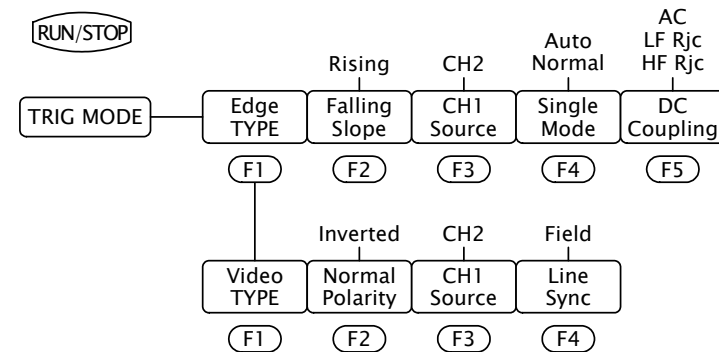 RUN/STOP
AC
LF Rjc
HF Rjc
Auto
Normal
Rising
CH2
TRIG MODE
Edge
TYPE
Falling
Slope
CH1
Source
Single
Mode
DC
Coupling
F1
F2
F3
F4
F5
Inverted
CH2
Field
Video
TYPE
Normal
Polarity
CH1
Source
Line
Sync
F1
F2
F3
F4